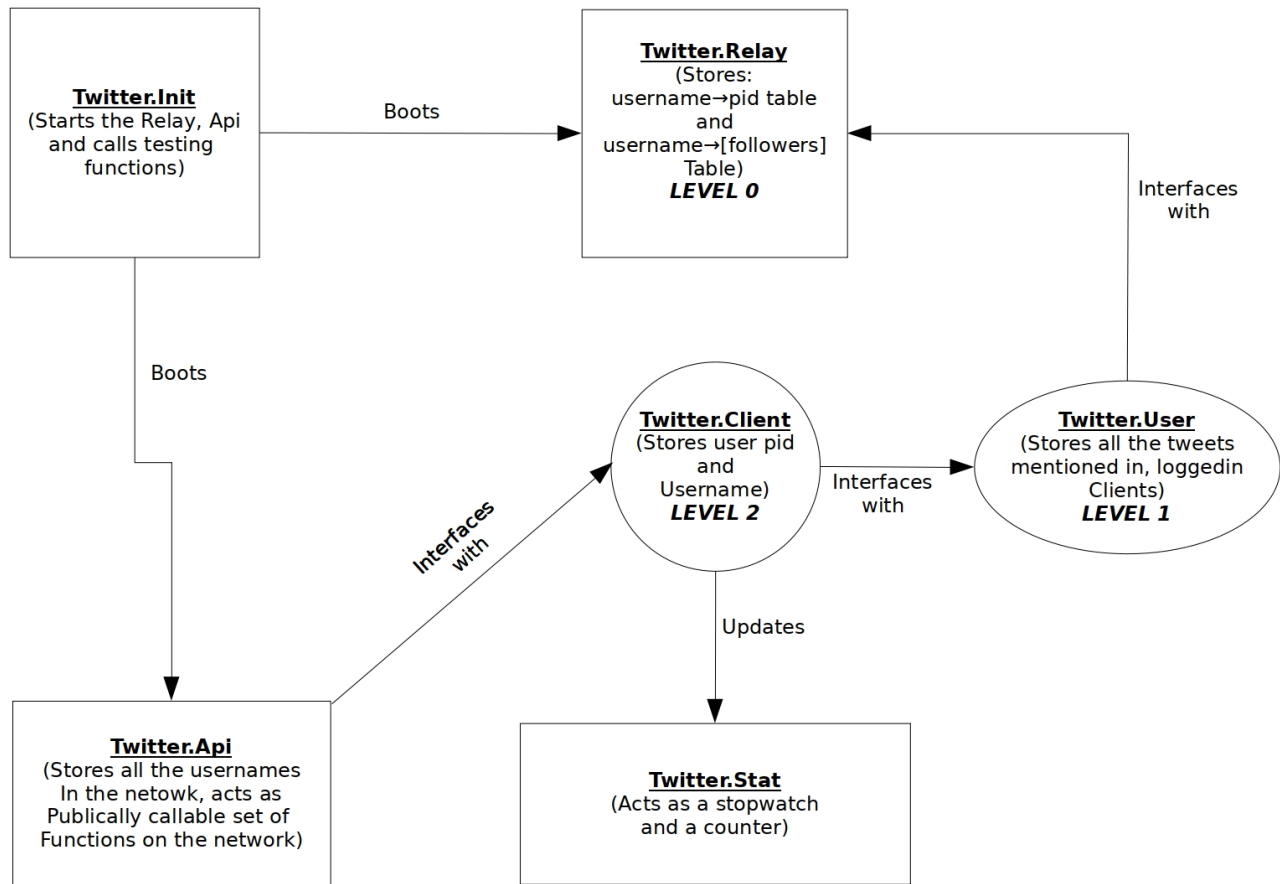 Twitter.Init
(Starts the Relay, Api
and calls testing
functions)
Boots
Twitter.Relay
(Stores:
username→pid table
and
username→[followers]
Table)
LEVEL 0
Interfaces
with
Boots
Twitter.Client
(Stores user pid
and
Username)
LEVEL 2
Interfaces
with
Twitter.User
(Stores all the tweets
mentioned in, loggedin
Clients)
LEVEL 1
Interfaces
with
Updates
Twitter.Api
(Stores all the usernames
In the netowk, acts as
Publically callable set of
Functions on the network)
Twitter.Stat
(Acts as a stopwatch
and a counter)